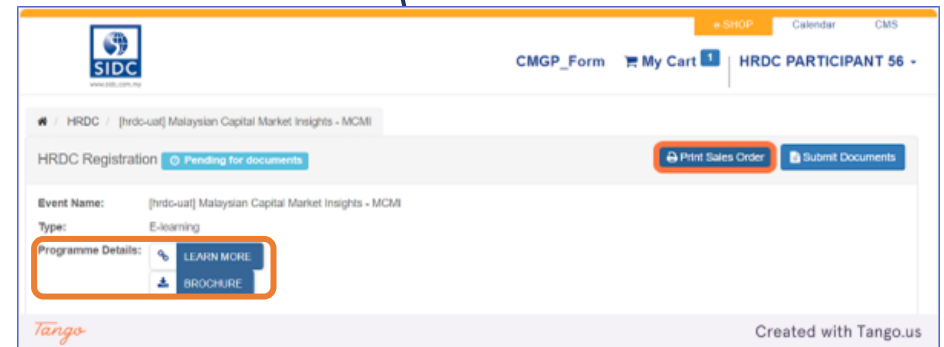 e-SHOP Calendar CMS
SIDC
www.sidc.com.my
CMGP_Form My Cart 1 HRDC PARTICIPANT 56
/ HRDC / [hrdc-uat] Malaysian Capital Market Insights - MCMI
HRDC Registration Pending for documents Print Sales Order Submit Documents
Event Name: [hrdc-uat] Malaysian Capital Market Insights - MCMI
Type: E-learning
Programme Details: LEARN MORE
BROCHURE
Tango Created with Tango.us